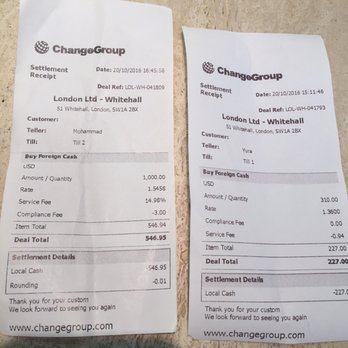 ChangeGroup
Settlement Receipt
Date: 20/10/2016 16:45:56
Deal Ref: LDL-WH-041809
London Ltd - Whitehall
51 Whitehall, London, SW1A 2BX
Customer:
Teller: Mohammad
Till: Till 2
Buy Foreign Cash
USD
Amount / Quantity 1,000.00
Rate 1.5456
Service Fee 14.98%
Compliance Fee -3.00
Item Total 546.94
Deal Total 546.95
Settlement Details
Local Cash -546.95
Rounding -0.01
Thank you for your custom
We look forward to seeing you again
www.changegroup.com
ChangeGroup
Settlement Receipt
Date: 20/10/2016 15:11:46
Deal Ref: LDL-WH-041793
London Ltd - Whitehall
51 Whitehall, London, SW1A 2BX
Customer:
Teller: Yura
Till: Till 1
Buy Foreign Cash
USD
Amount / Quantity 310.00
Rate 1.3600
Compliance Fee 0.00
Service Fee -0.94
Item Total 227.00
Deal Total 227.00
Settlement Details
Local Cash -227.0
Thank you for your custom
We look forward to seeing you again
www.changegroup.com